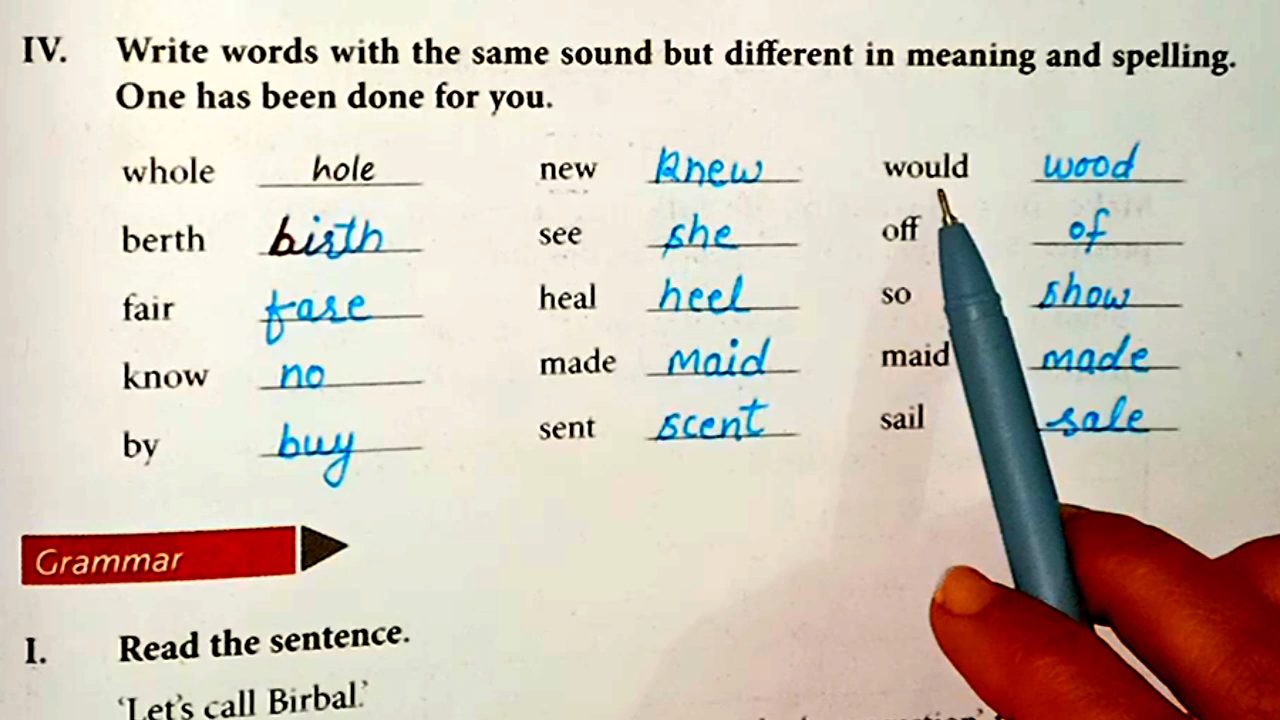 IV. Write words with the same sound but different in meaning and spelling.
One has been done for you.
whole hole new knew would wood
berth birth see she off of
fair fare heal heel so show
know no made maid maid made
by buy sent scent sail sale
Grammar
I. Read the sentence.
'Let's call Birbal.'